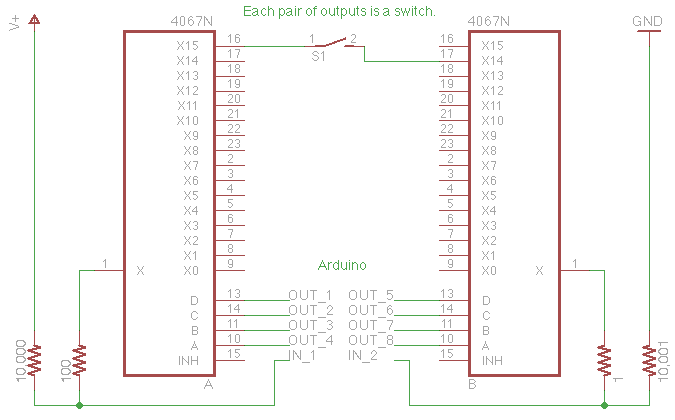 Each pair of outputs is a switch.
V+
4067N
4067N
GND
X15 16
1 2
16 X15
X14 17
S1
17 X14
X13 18
18 X13
X12 19
19 X12
X11 20
20 X11
X10 21
21 X10
X9 22
22 X9
X8 23
23 X8
X7 2
2 X7
X6 3
3 X6
X5 4
4 X5
X4 5
5 X4
X3 6
6 X3
X2 7
7 X2
X1 8
8 X1
1 X X0 9
Arduino
9 X0 X 1
D 13 OUT_1
OUT_5 13 D
C 14 OUT_2
OUT_6 14 C
B 11 OUT_3
OUT_7 11 B
A 10 OUT_4
OUT_8 10 A
INH 15 IN_1
IN_2 15 INH
10,000
100
1
10,001
A
B